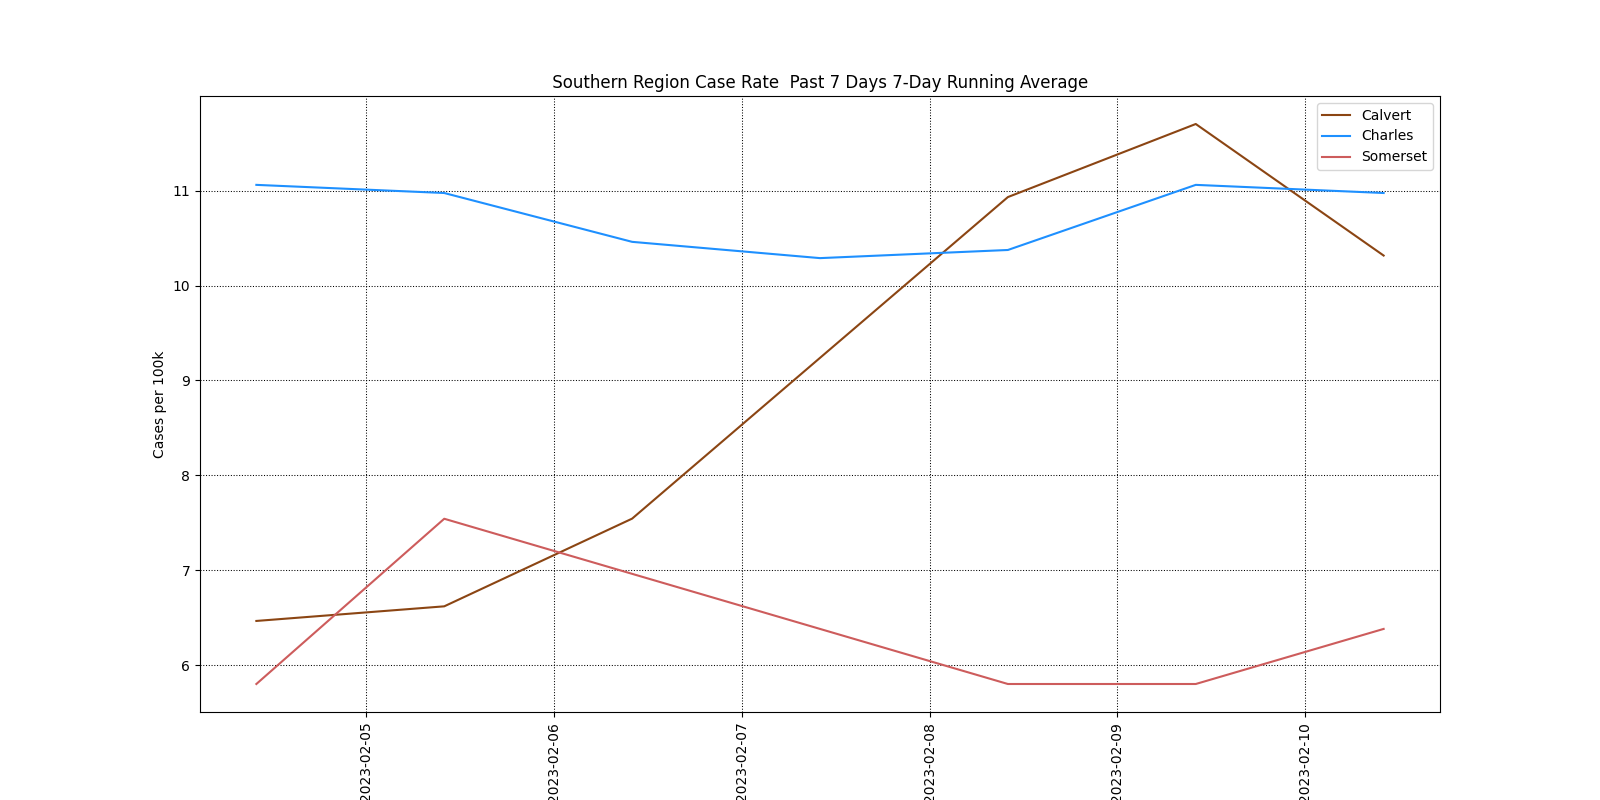 Southern Region Case Rate  Past 7 Days 7-Day Running Average
Calvert
Charles
Somerset
Cases per 100k
11
10
9
8
7
6
2023-02-05
2023-02-06
2023-02-07
2023-02-08
2023-02-09
2023-02-10